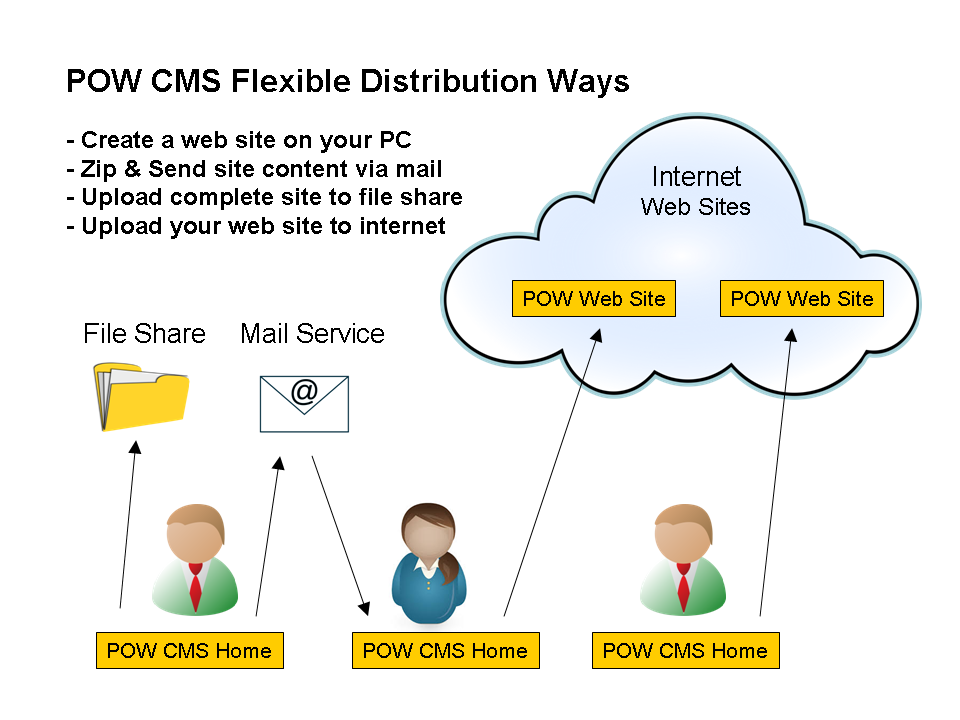 POW CMS Flexible Distribution Ways
- Create a web site on your PC
- Zip & Send site content via mail
- Upload complete site to file share
- Upload your web site to internet
Internet
Web Sites
POW Web Site
POW Web Site
File Share
Mail Service
@
POW CMS Home
POW CMS Home
POW CMS Home